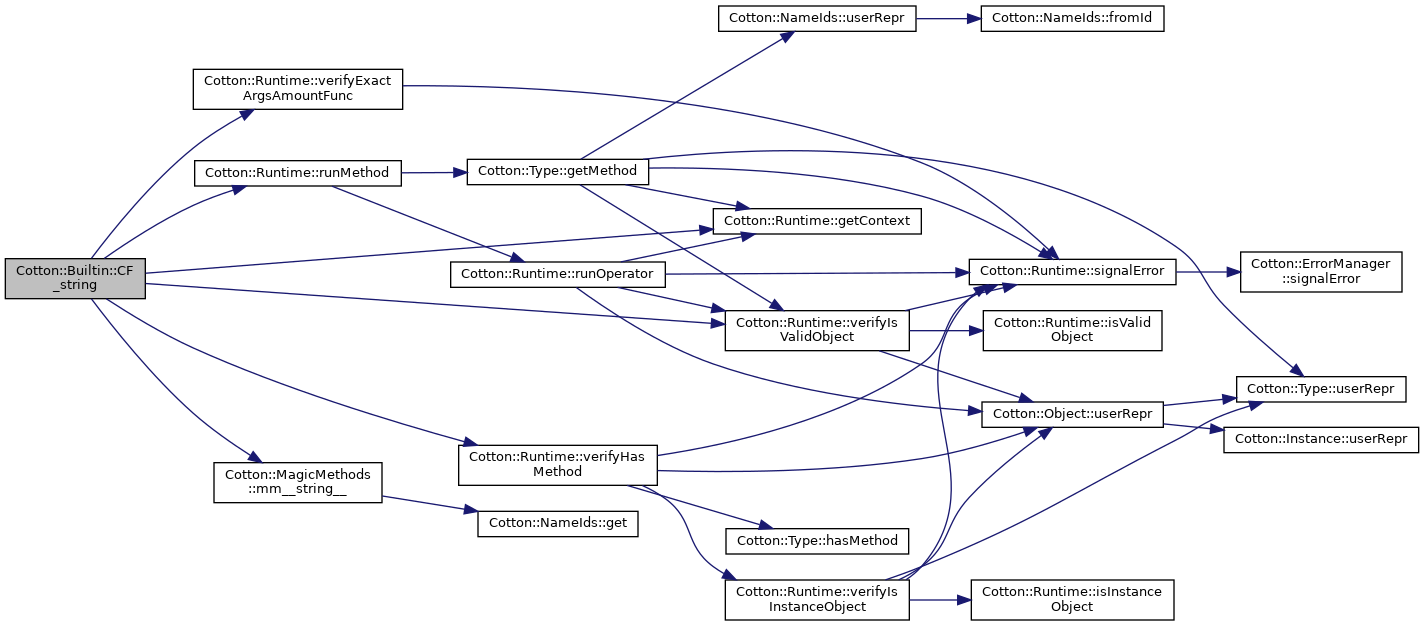 Cotton::NameIds::userRepr
Cotton::NameIds::fromId
Cotton::Runtime::verifyExact
ArgsAmountFunc
Cotton::Runtime::runMethod
Cotton::Type::getMethod
Cotton::Runtime::getContext
Cotton::Builtin::CF
_string
Cotton::Runtime::runOperator
Cotton::Runtime::signalError
Cotton::ErrorManager
::signalError
Cotton::Runtime::verifyIs
ValidObject
Cotton::Runtime::isValid
Object
Cotton::Type::userRepr
Cotton::Object::userRepr
Cotton::Instance::userRepr
Cotton::Runtime::verifyHas
Method
Cotton::MagicMethods
::mm__string__
Cotton::NameIds::get
Cotton::Type::hasMethod
Cotton::Runtime::verifyIs
InstanceObject
Cotton::Runtime::isInstance
Object